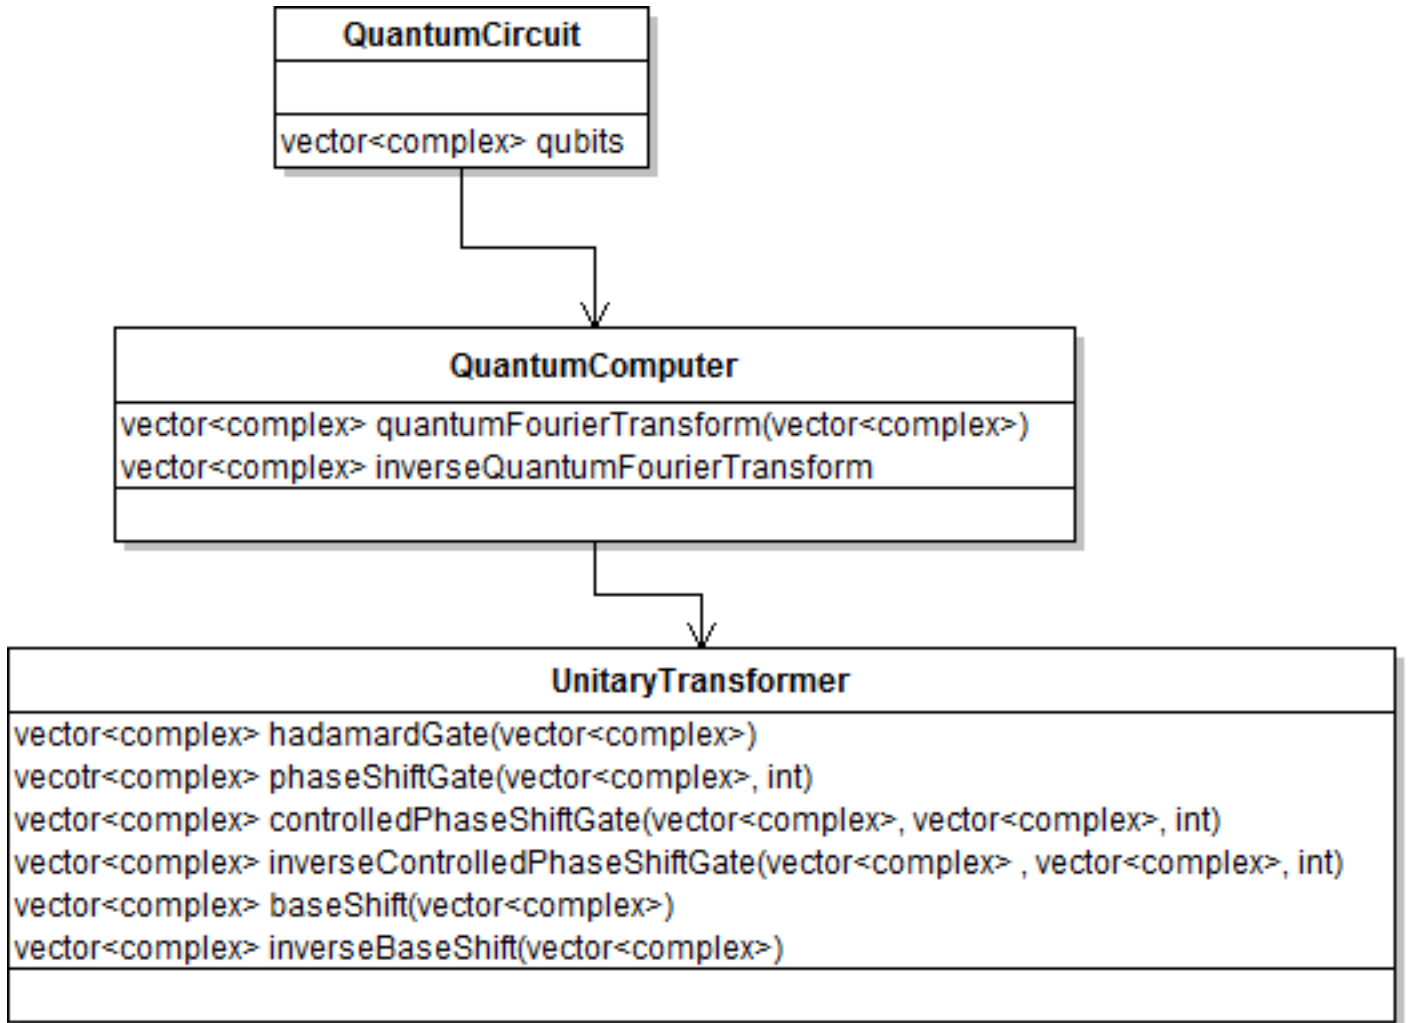 QuantumCircuit
vector<complex> qubits
QuantumComputer
vector<complex> quantumFourierTransform(vector<complex>)
vector<complex> inverseQuantumFourierTransform
UnitaryTransformer
vector<complex> hadamardGate(vector<complex>)
vecotr<complex> phaseShiftGate(vector<complex>, int)
vector<complex> controlledPhaseShiftGate(vector<complex>, vector<complex>, int)
vector<complex> inverseControlledPhaseShiftGate(vector<complex> , vector<complex>, int)
vector<complex> baseShift(vector<complex>)
vector<complex> inverseBaseShift(vector<complex>)